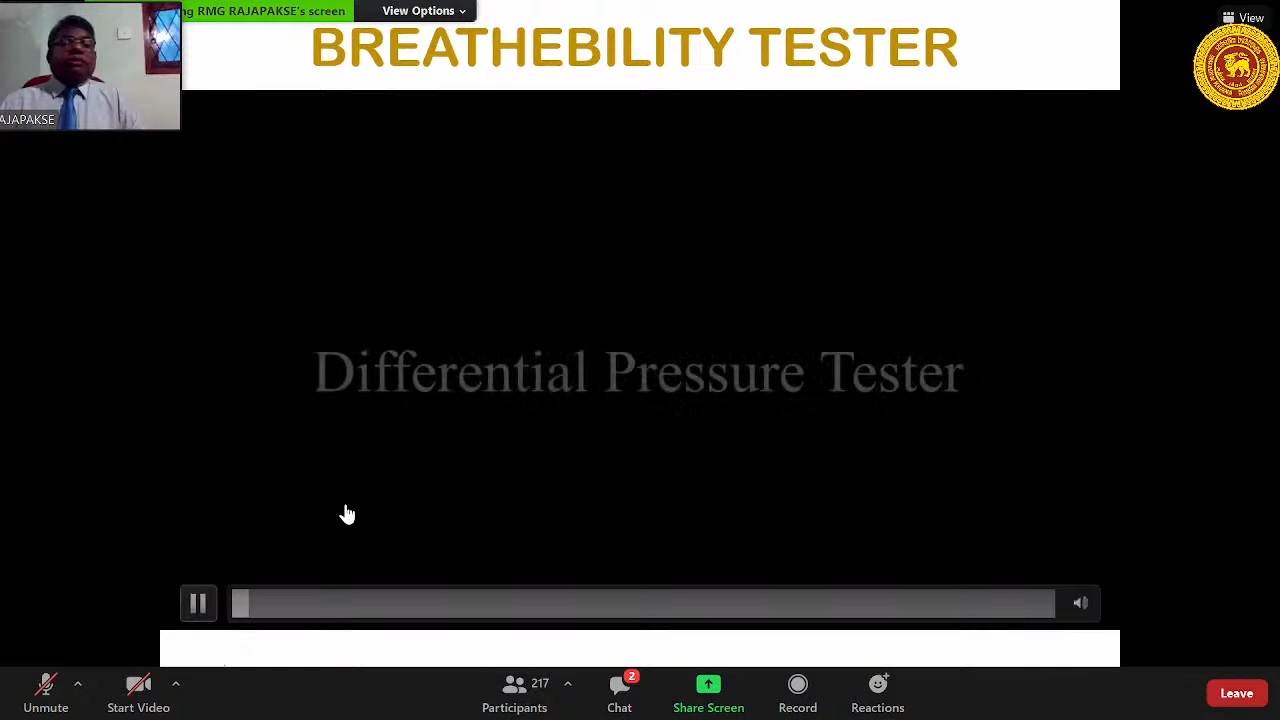 ng RMG RAJAPAKSE's screen
View Options
View
BREATHEBILITY TESTER
AJAPAKSE
Differential Pressure Tester
Unmute
Start Video
217
Participants
2
Chat
Share Screen
Record
Reactions
Leave